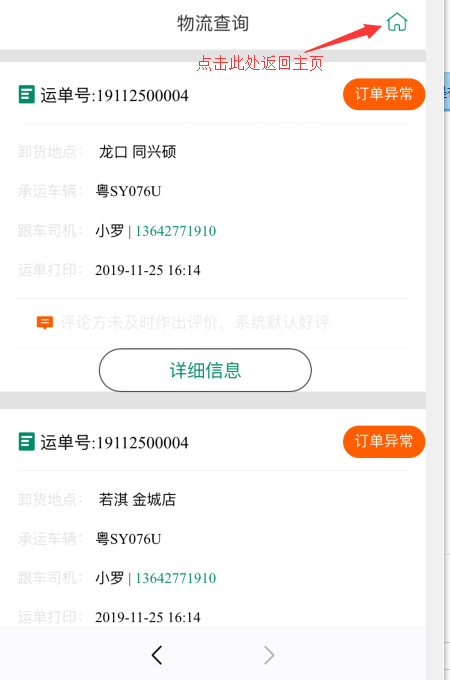 物流查询
点击此处返回主页
运单号:19112500004
订单异常
卸货地点： 龙口 同兴硕
承运车辆： 粤SY076U
跟车司机： 小罗 | 13642771910
运单打印： 2019-11-25 16:14
评论方未及时作出评价，系统默认好评
详细信息
运单号:19112500004
订单异常
卸货地点： 若淇 金城店
承运车辆： 粤SY076U
跟车司机： 小罗 | 13642771910
运单打印： 2019-11-25 16:14